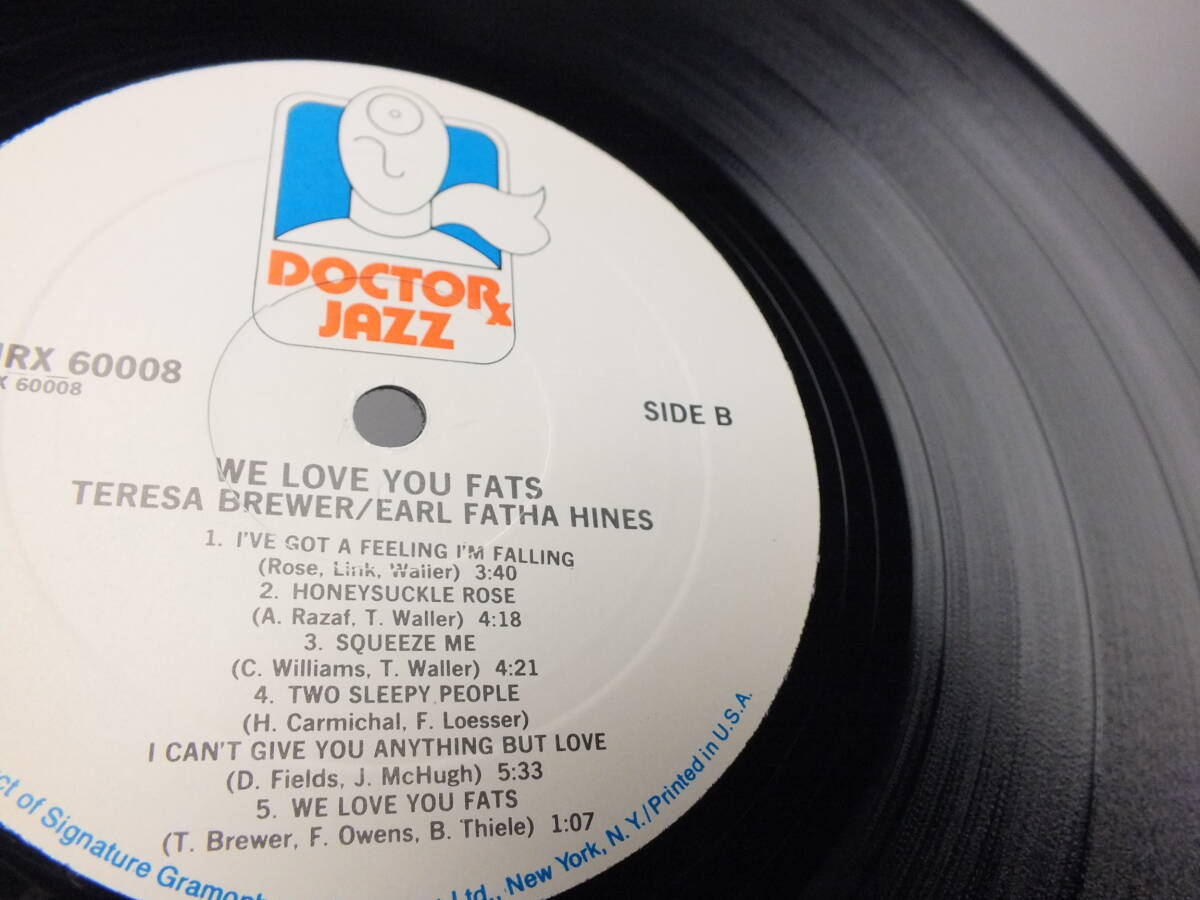 DOCTOR
JAZZ
RX 60008
60008
SIDE B
WE LOVE YOU FATS
TERESA BREWER/EARL FATHA HINES
1. I'VE GOT A FEELING I'M FALLING
(Rose, Link, Waller) 3:40
2. HONEYSUCKLE ROSE
(A. Razaf, T. Waller) 4:18
3. SQUEEZE ME
(C. Williams, T. Waller) 4:21
4. TWO SLEEPY PEOPLE
(H. Carmichal, F. Loesser)
I CAN'T GIVE YOU ANYTHING BUT LOVE
(D. Fields, J. McHugh) 5:33
5. WE LOVE YOU FATS
(T. Brewer, F. Owens, B. Thiele) 1:07
of Signature Ltd., New York, N.Y./Printed in U.S.A.